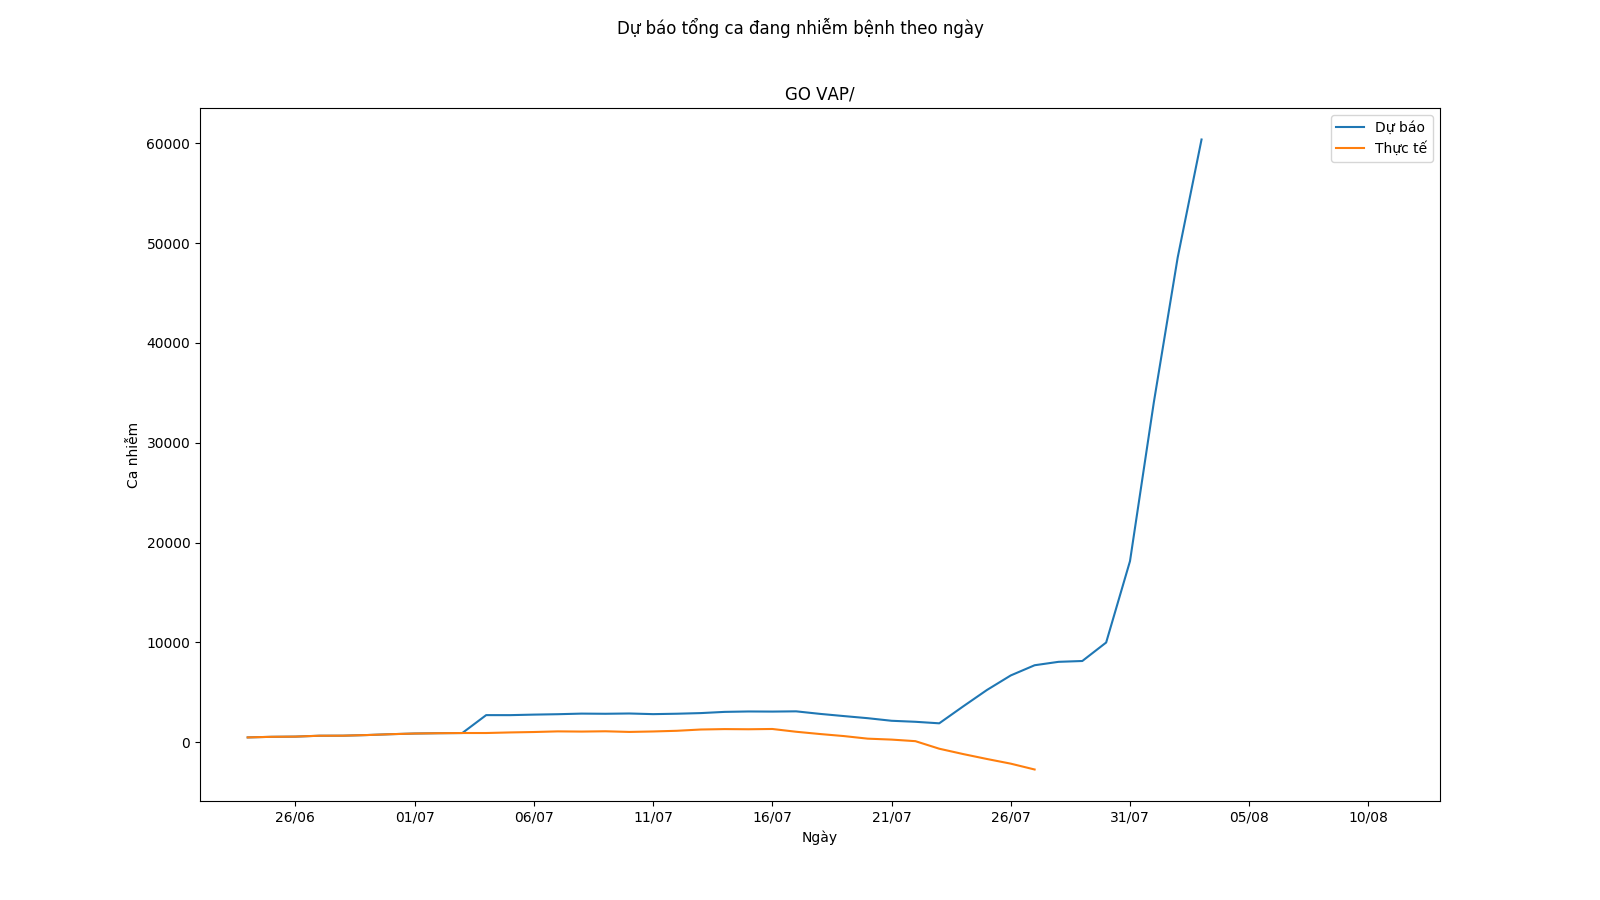 Dự báo tổng ca đang nhiễm bệnh theo ngày
GO VAP/
Dự báo
Thực tế
60000
50000
40000
30000
20000
10000
0
Ca nhiễm
26/06
01/07
06/07
11/07
16/07
21/07
26/07
31/07
05/08
10/08
Ngày